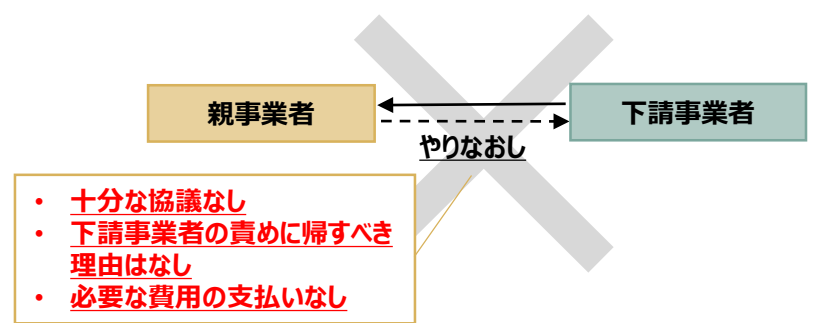 親事業者
下請事業者
やりなおし
• 十分な協議なし
• 下請事業者の責めに帰すべき
理由はなし
• 必要な費用の支払いなし